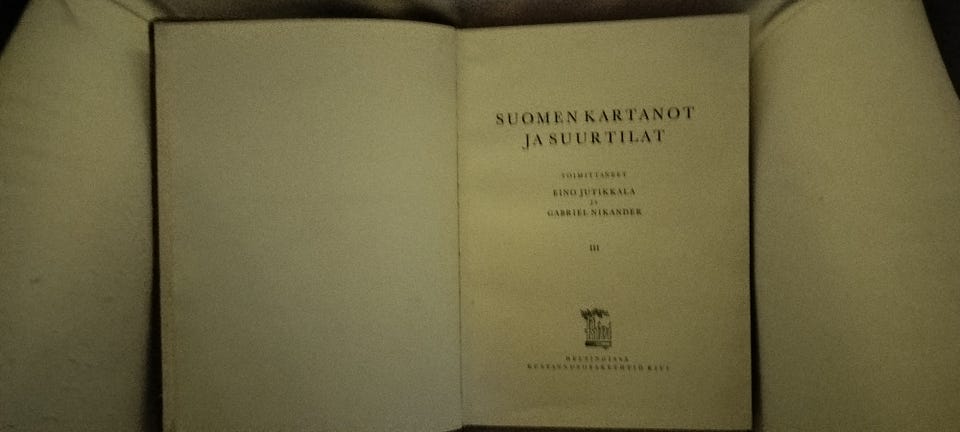 SUOMEN KARTANOT
JA SUURTILAT
TOIMITTANEET
EINO JUTIKKALA
JA
GABRIEL NIKANDER
III
HELSINGISSÄ
KUSTANNUSOSAKEYHTIÖ KIVI